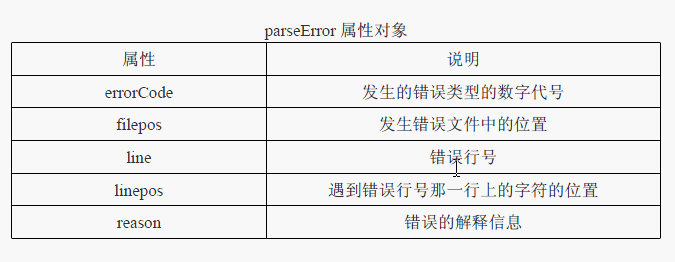 parseError 属性对象
属性 说明
errorCode 发生的错误类型的数字代号
filepos 发生错误文件中的位置
line 错误行号
linepos 遇到错误行号那一行上的字符的位置
reason 错误的解释信息